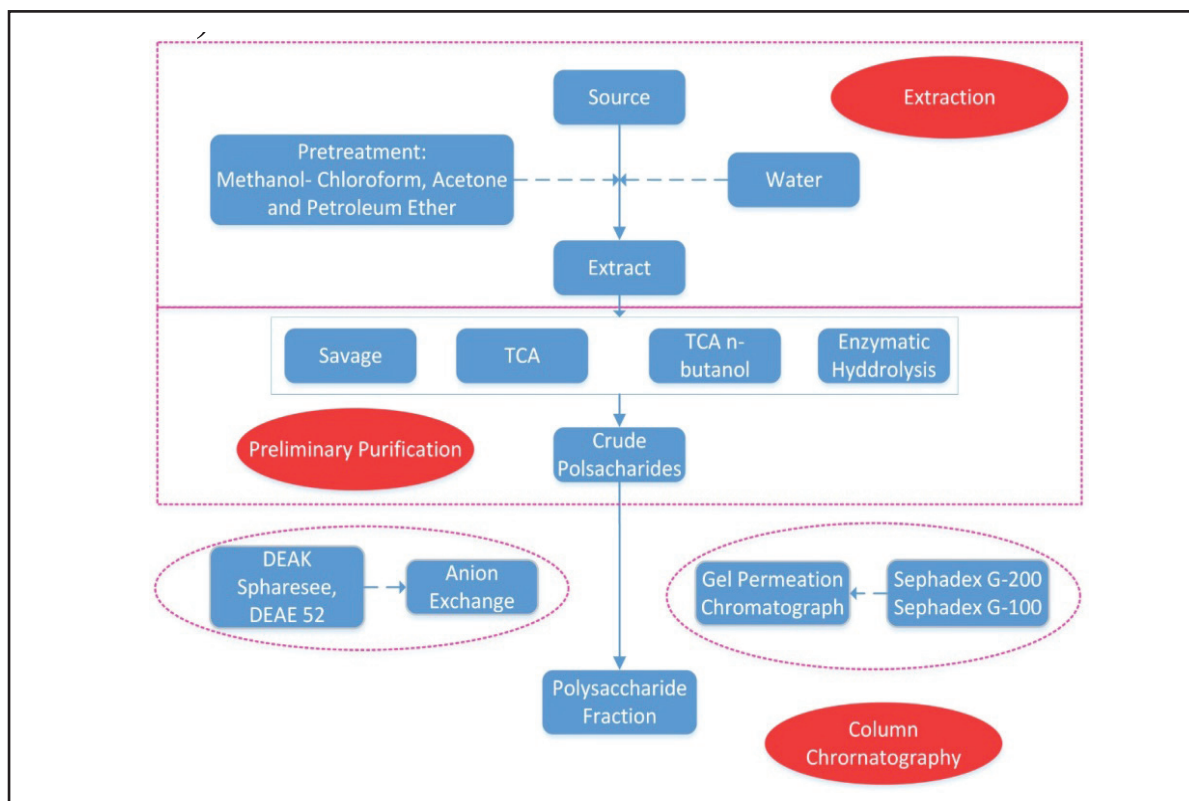 Source
Extraction
Pretreatment:
Methanol- Chloroform, Acetone
and Petroleum Ether
Water
Extract
Savage
TCA
TCA n-
butanol
Enzymatic
Hyddrolysis
Preliminary Purification
Crude
Polsacharides
DEAK
Spharesee,
DEAE 52
Anion
Exchange
Gel Permeation
Chromatograph
Sephadex G-200
Sephadex G-100
Polysaccharide
Fraction
Column
Chrornatography